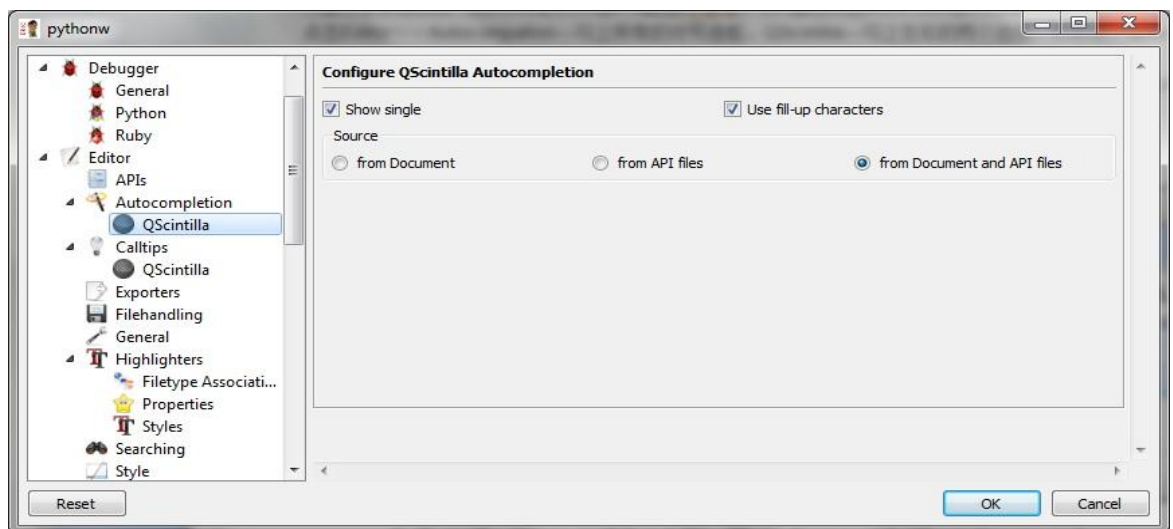 pythonw
Debugger
General
Python
Ruby
Editor
APIs
Autocompletion
QScintilla
Calltips
QScintilla
Exporters
Filehandling
General
Highlighters
Filetype Associati...
Properties
Styles
Searching
Style
Configure QScintilla Autocompletion
Show single
Use fill-up characters
Source
from Document
from API files
from Document and API files
Reset
OK
Cancel